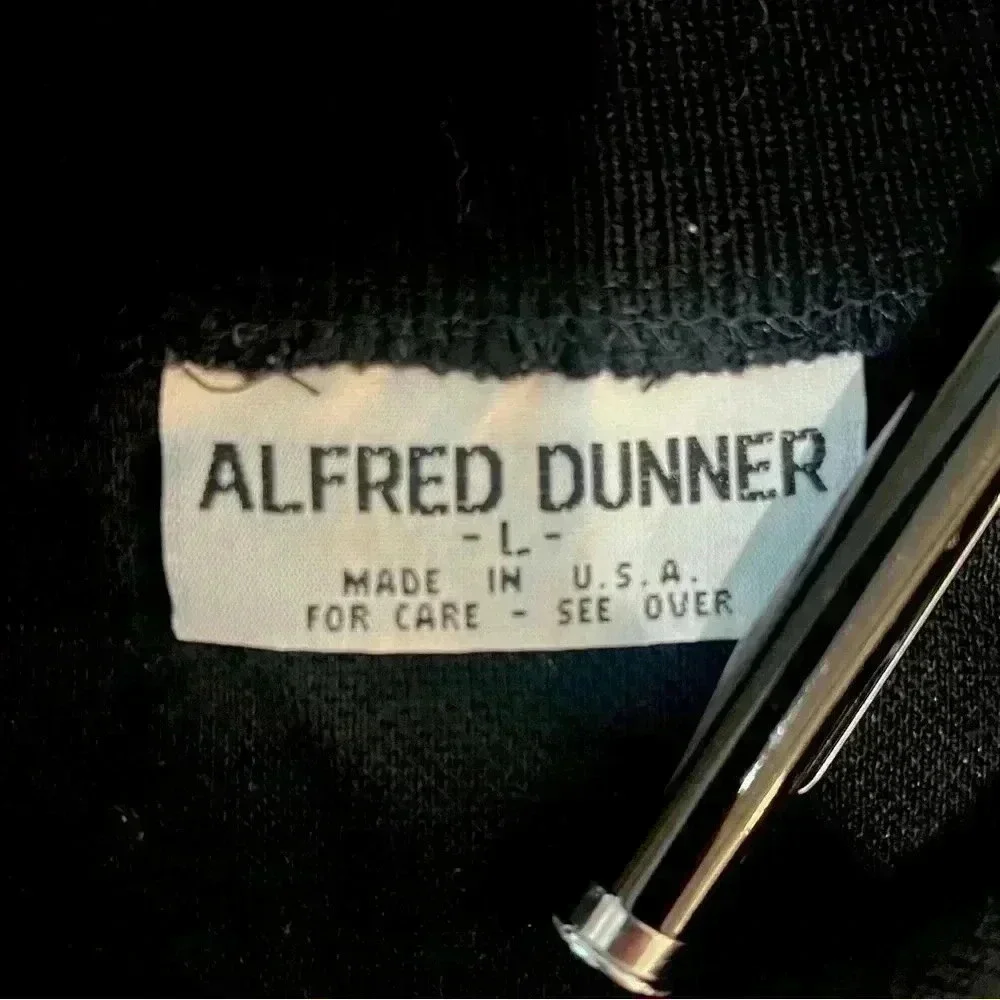 ALFRED DUNNER
- L -
MADE IN U.S.A.
FOR CARE - SEE OVER